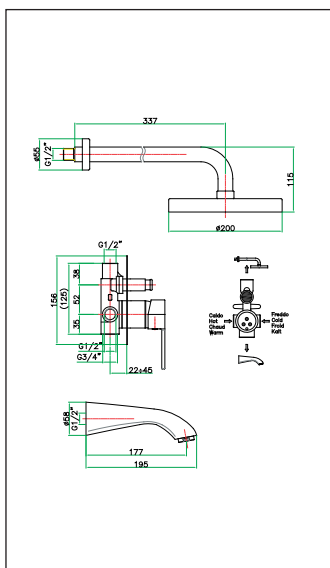 337
ø55
G1/2"
115
ø200
G1/2"
156
(125)
38
52
35
G1/2"
G3/4"
22÷45
Caldo
Hot
Chaud
Warm
Freddo
Cold
Froid
Kalt
ø58
G1/2"
177
195